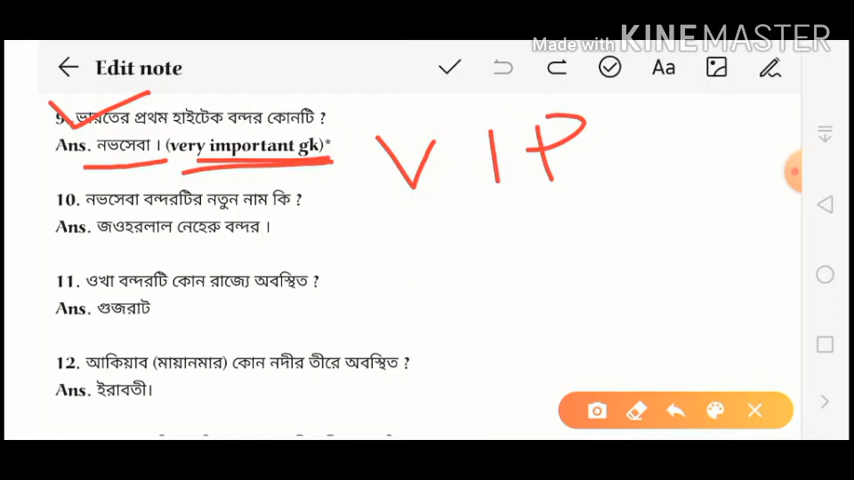 Made with KINEMASTER
Edit note
Aa
9. ভারতের প্রথম হাইটেক বন্দর কোনটি ?
Ans. নভসেবা । (very important gk)*
V I P
10. নভসেবা বন্দরটির নতুন নাম কি ?
Ans. জওহরলাল নেহেরু বন্দর ।
11. ওখা বন্দরটি কোন রাজ্যে অবস্থিত ?
Ans. গুজরাট
12. আকিয়াব (মায়ানমার) কোন নদীর তীরে অবস্থিত ?
Ans. ইরাবতী।